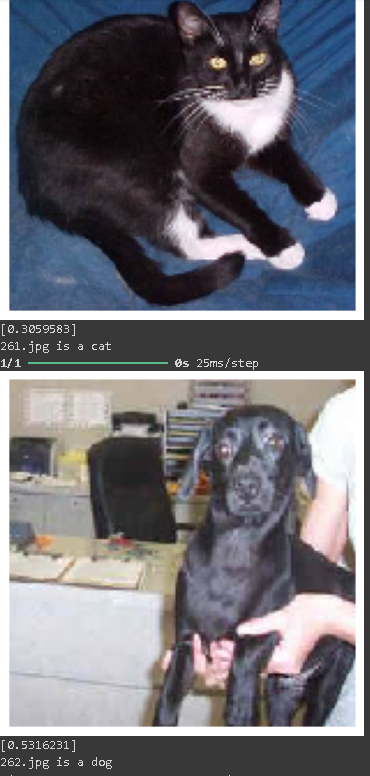 [0.3059583]
261.jpg is a cat
1/1 0s 25ms/step
[0.5316231]
262.jpg is a dog